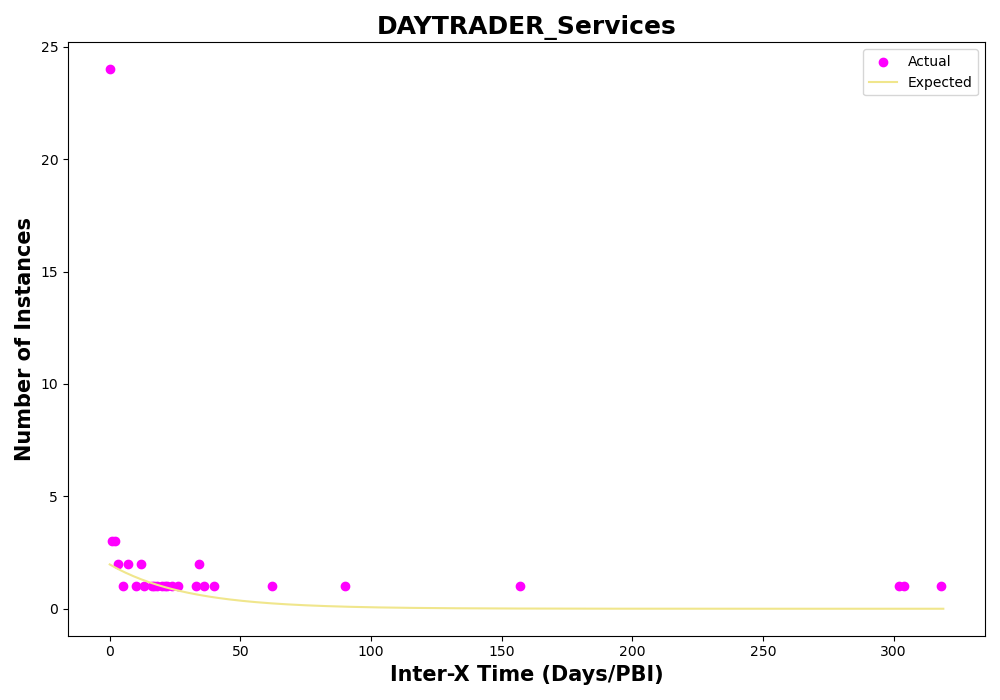 DAYTRADER_Services
Actual
Expected
Number of Instances
25
20
15
10
5
0
0 50 100 150 200 250 300
Inter-X Time (Days/PBI)